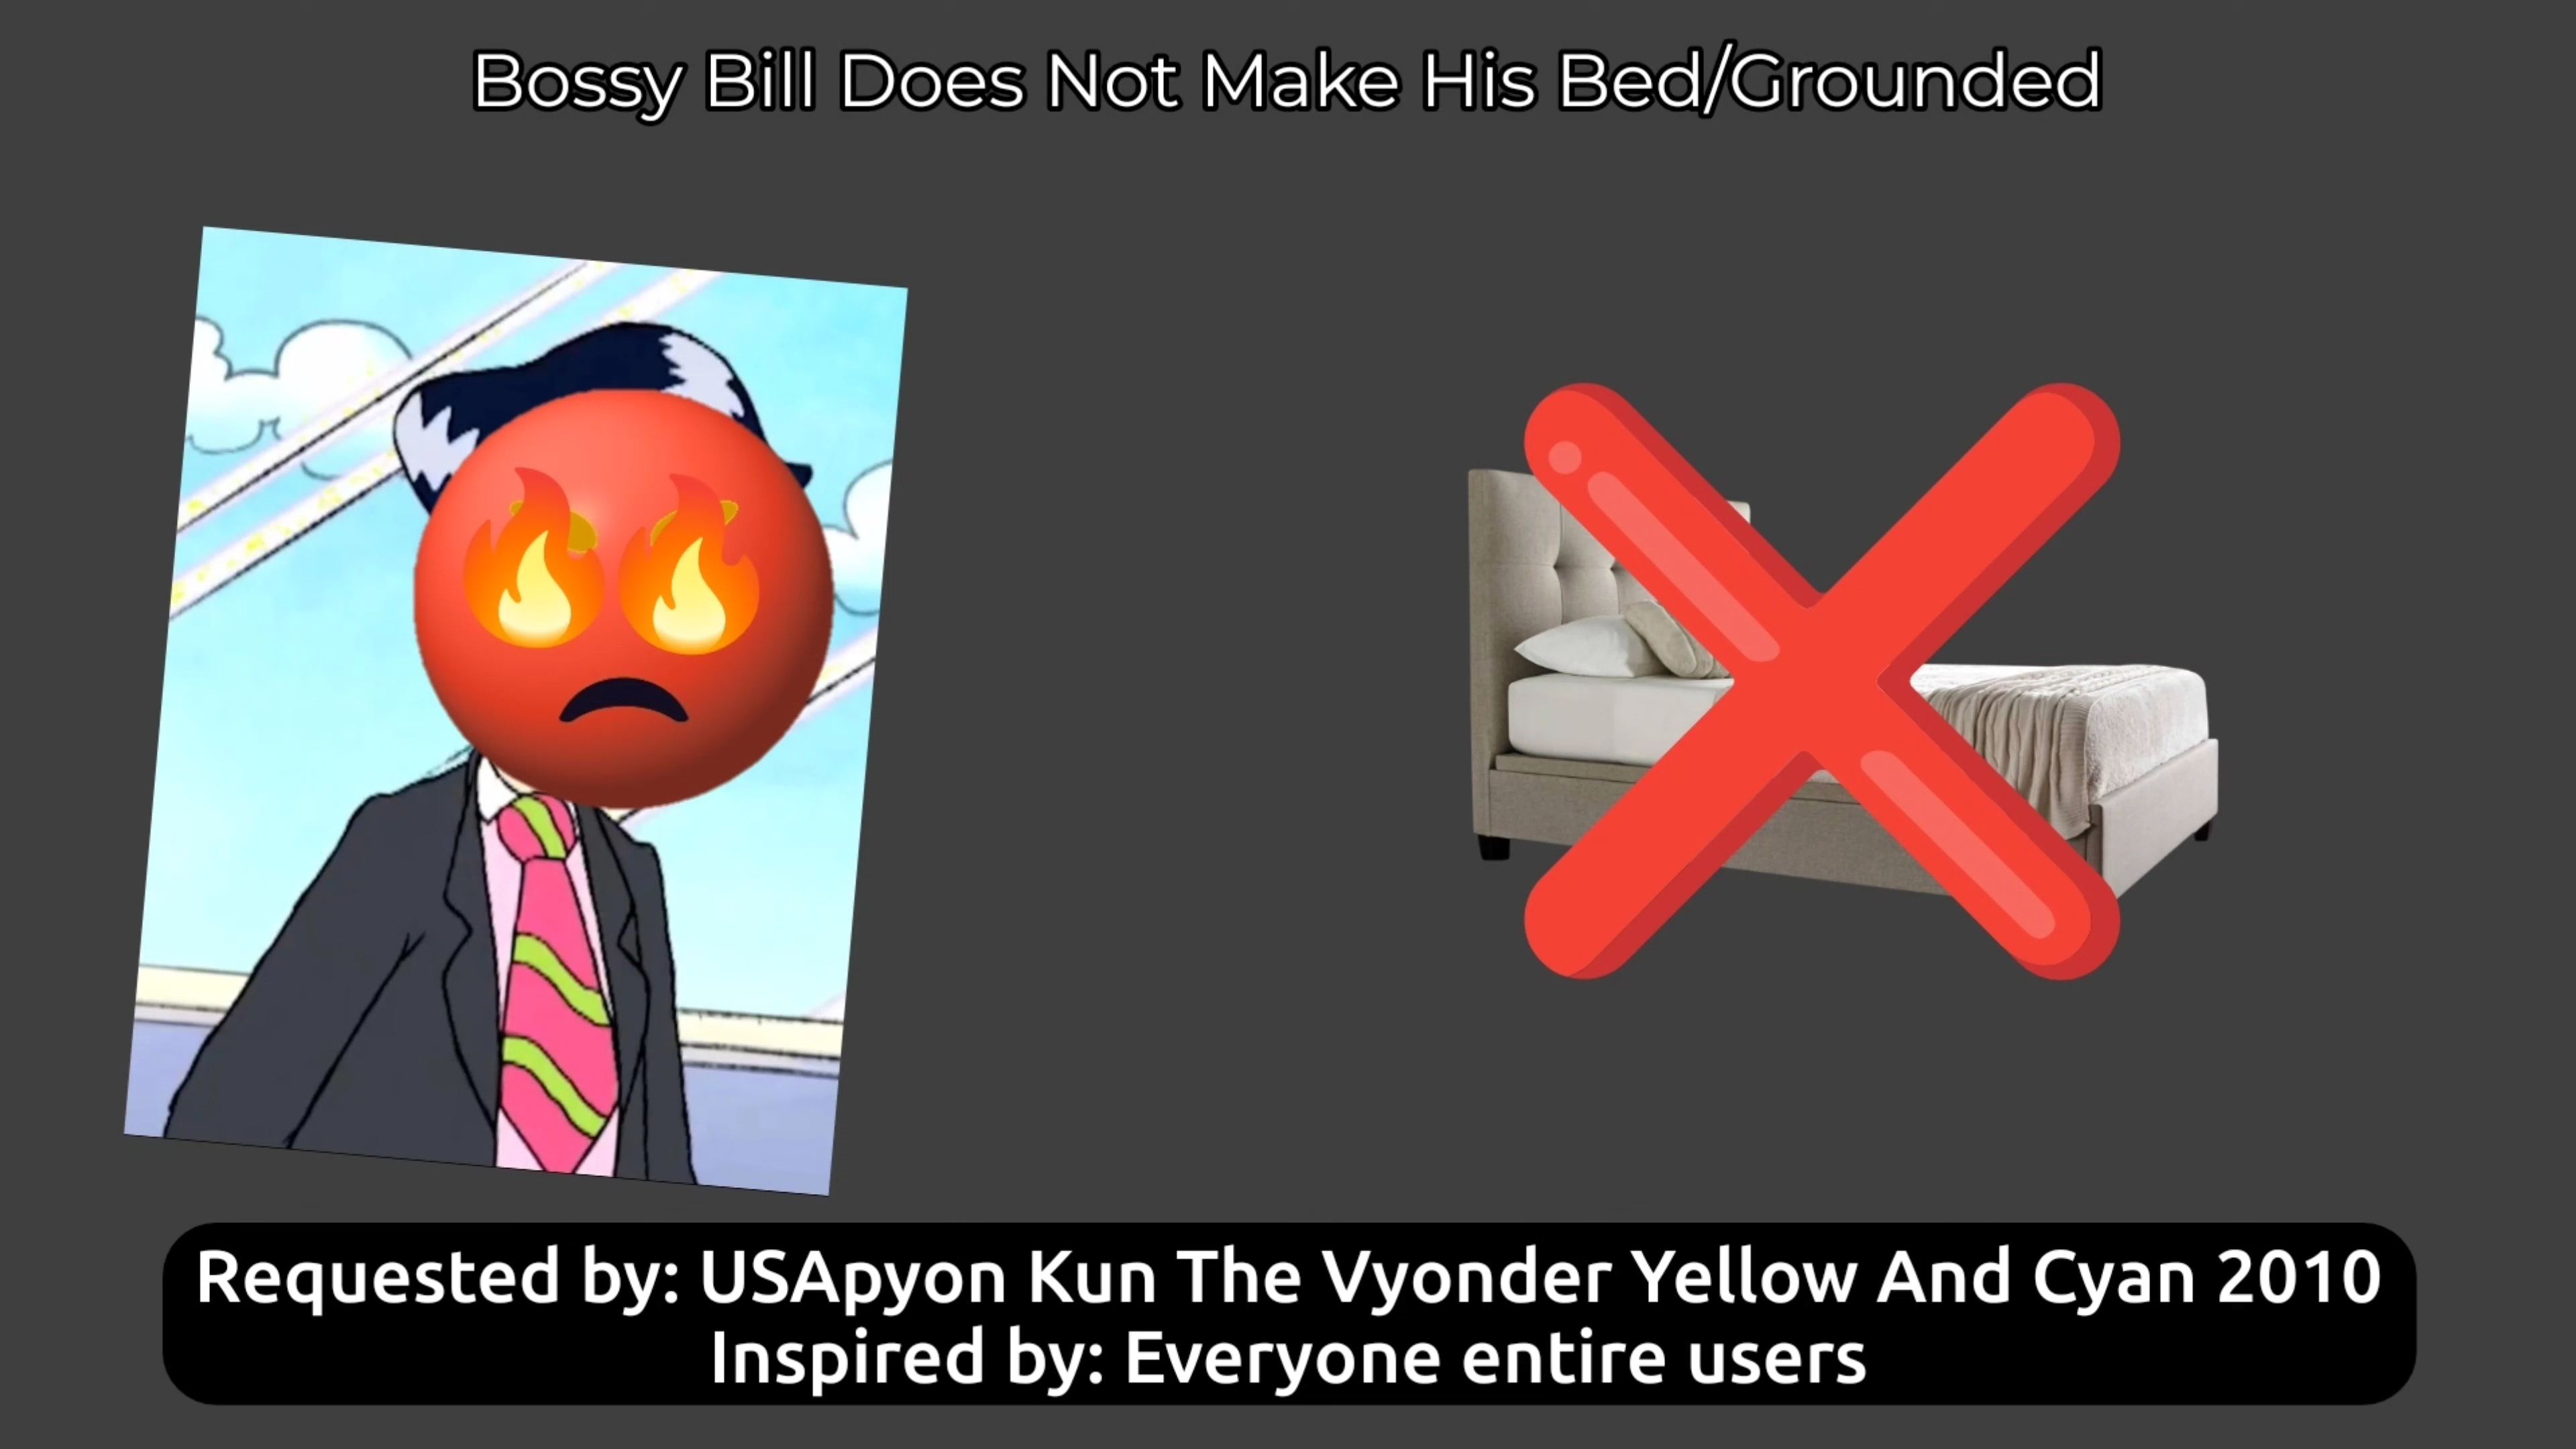 Bossy Bill Does Not Make His Bed/Grounded
Requested by: USApyon Kun The Vyonder Yellow And Cyan 2010
Inspired by: Everyone entire users